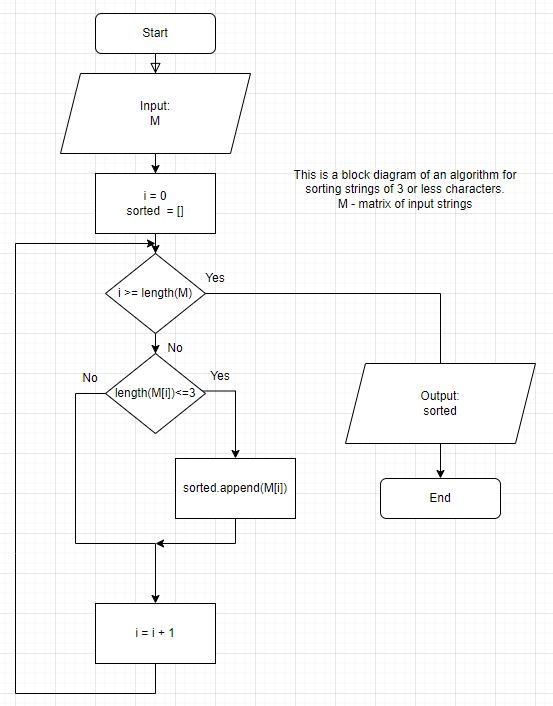 Start
Input:
M
This is a block diagram of an algorithm for
sorting strings of 3 or less characters.
M - matrix of input strings
i = 0
sorted = []
i >= length(M)
Yes
No
length(M[i])<=3
No
Yes
Output:
sorted
sorted.append(M[i])
End
i = i + 1